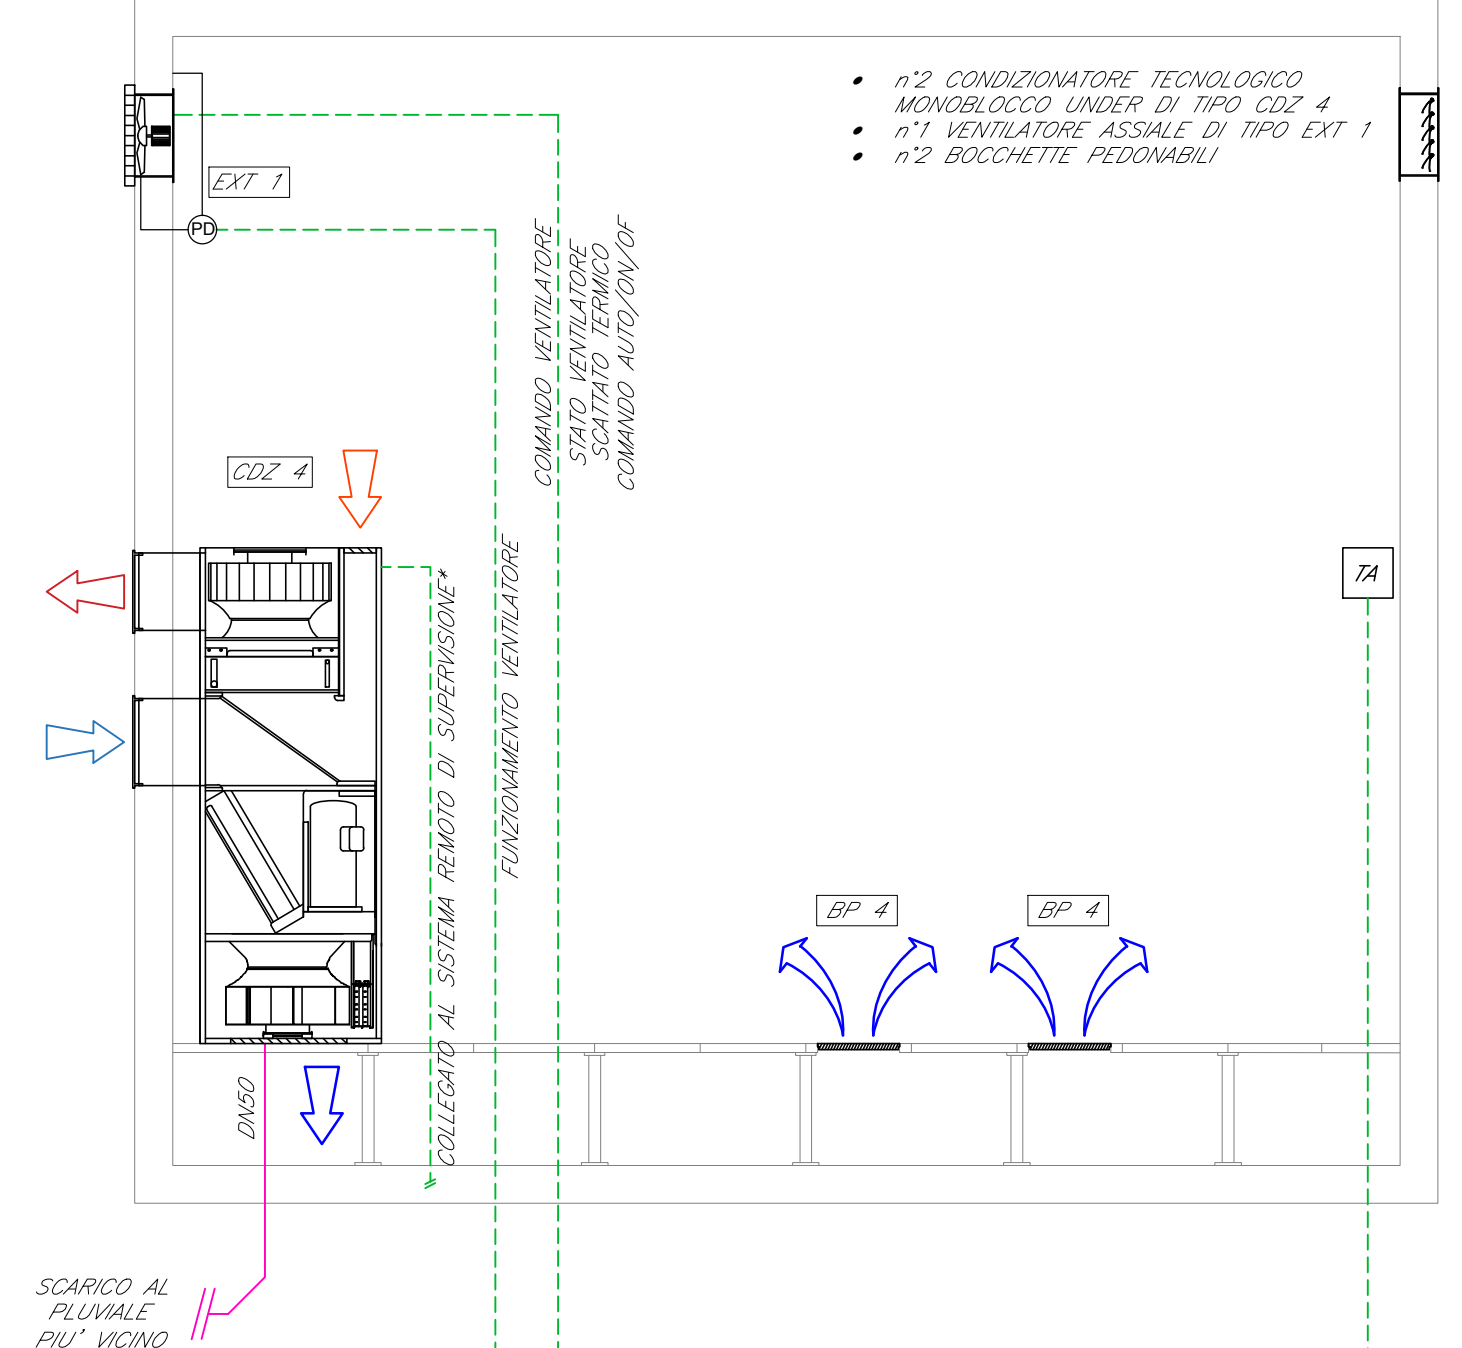 n°2 CONDIZIONATORE TECNOLOGICO
MONOBLOCCO UNDER DI TIPO CDZ 4
n°1 VENTILATORE ASSIALE DI TIPO EXT 1
n°2 BOCCHETTE PEDONABILI
EXT 1
PD
COMANDO VENTILATORE
STATO VENTILATORE
SCATTATO TERMICO
COMANDO AUTO/ON/OF
CDZ 4
FUNZIONAMENTO VENTILATORE
COLLEGATO AL SISTEMA REMOTO DI SUPERVISIONE*
TA
BP 4
BP 4
DN50
SCARICO AL
PLUVIALE
PIU' VICINO